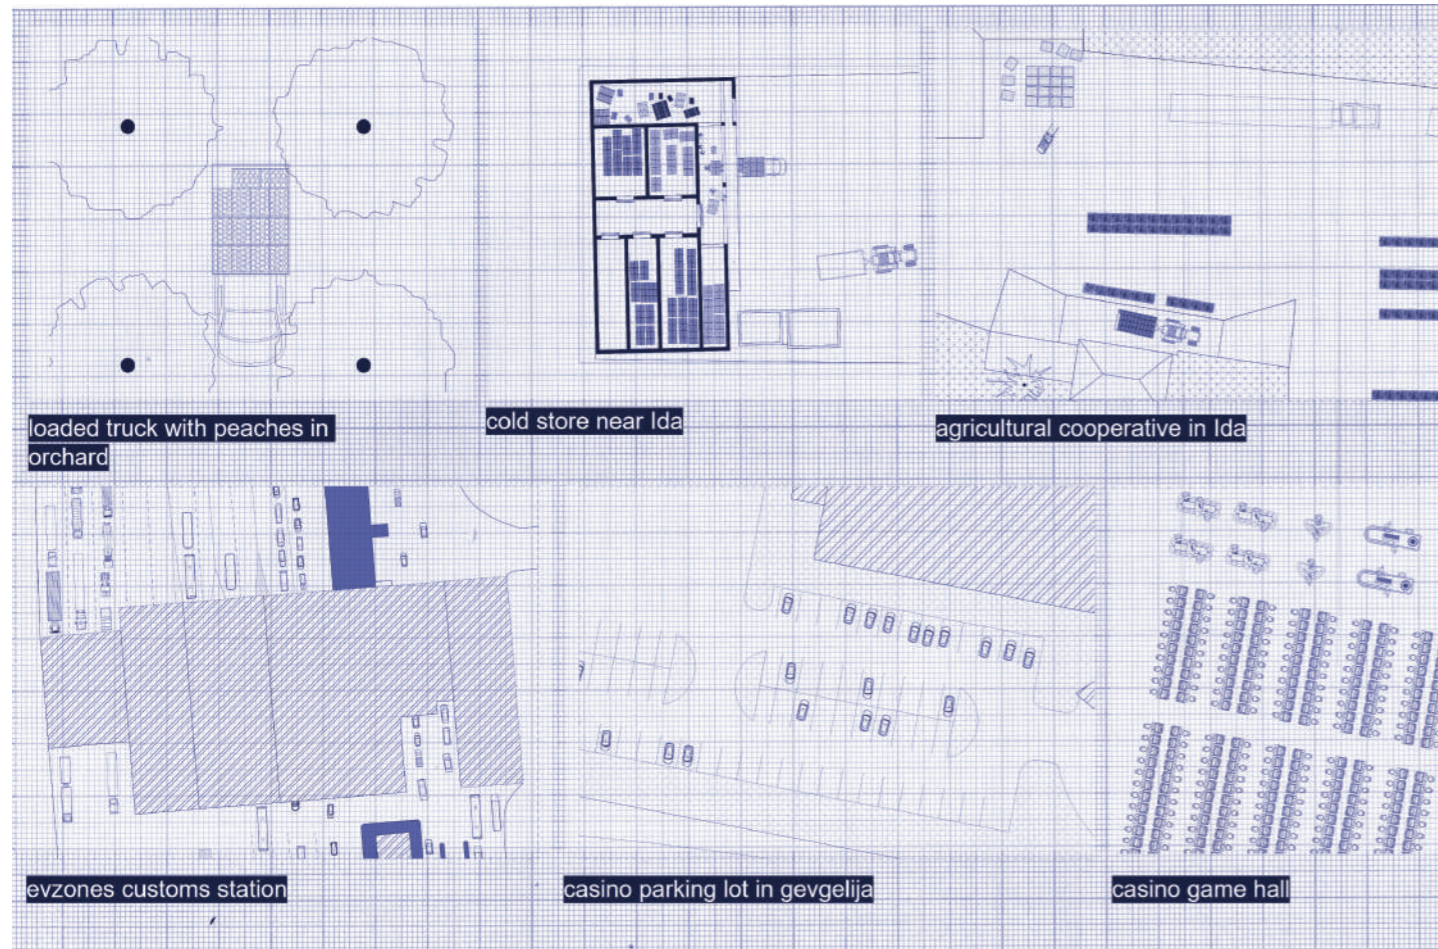 loaded truck with peaches in
orchard
cold store near Ida
agricultural cooperative in Ida
evzones customs station
casino parking lot in gevgelija
casino game hall